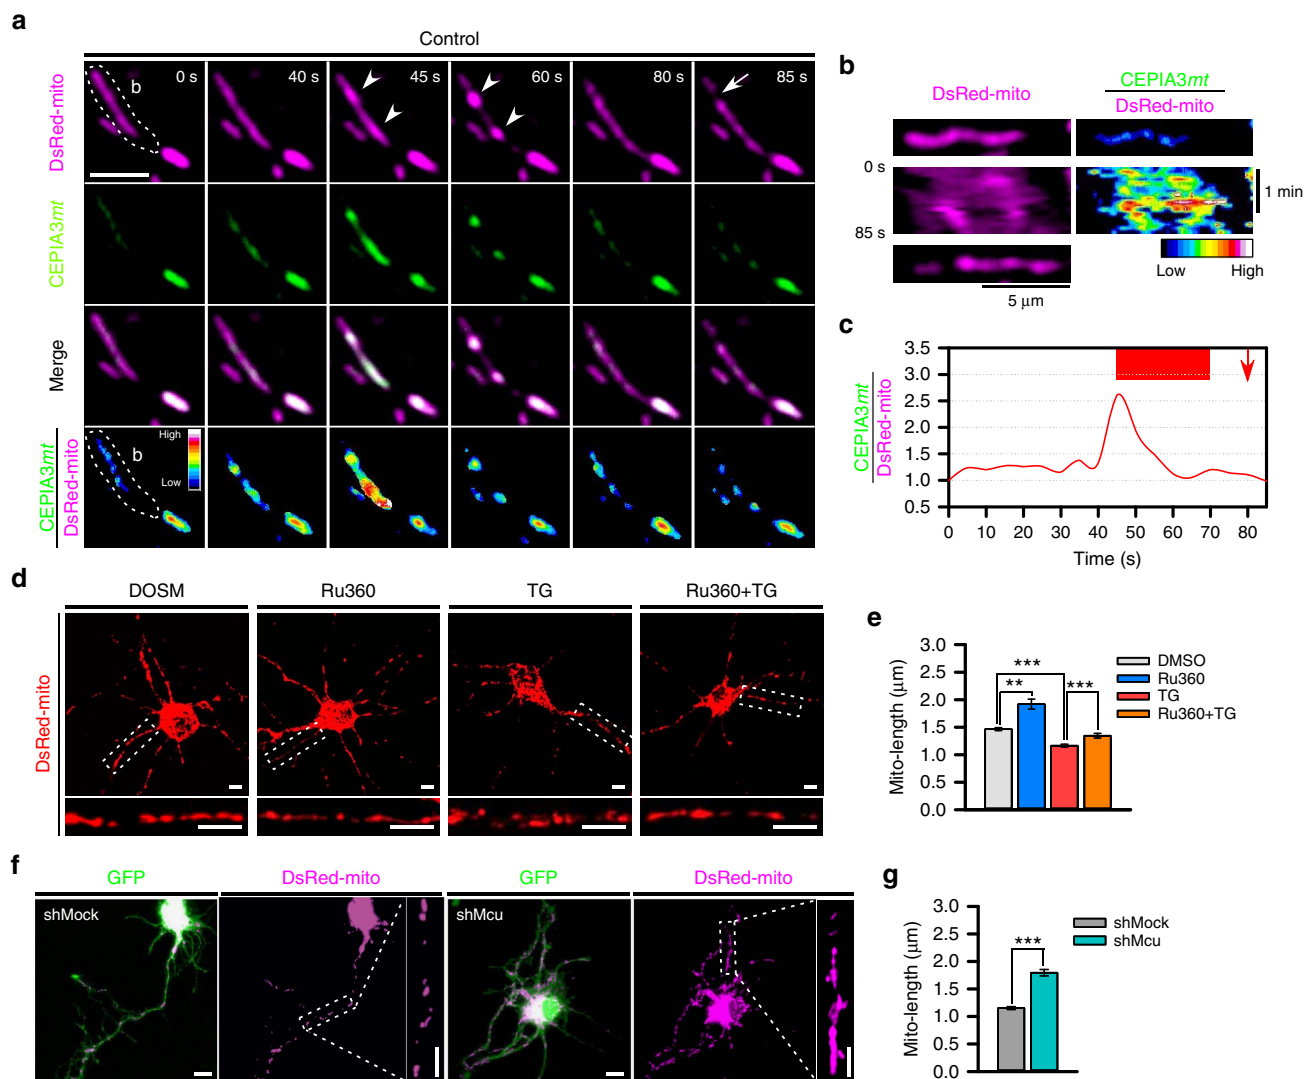 a
Control
DsRed-mito
b
0 s
40 s
45 s
60 s
80 s
85 s
CEPIA3mt
Merge
CEPIA3mt
DsRed-mito
High
Low
b
b
DsRed-mito
CEPIA3mt
DsRed-mito
0 s
85 s
1 min
Low
High
5 μm
c
CEPIA3mt
DsRed-mito
3.5
3.0
2.5
2.0
1.5
1.0
0.5
0 10 20 30 40 50 60 70 80
Time (s)
d
DOSM
Ru360
TG
Ru360+TG
DsRed-mito
e
Mito-length (μm)
3.0
2.5
2.0
1.5
1.0
0.5
0.0
***
**
***
DMSO
Ru360
TG
Ru360+TG
f
GFP
DsRed-mito
GFP
DsRed-mito
shMock
shMcu
g
Mito-length (μm)
3.0
2.5
2.0
1.5
1.0
0.5
0.0
***
shMock
shMcu